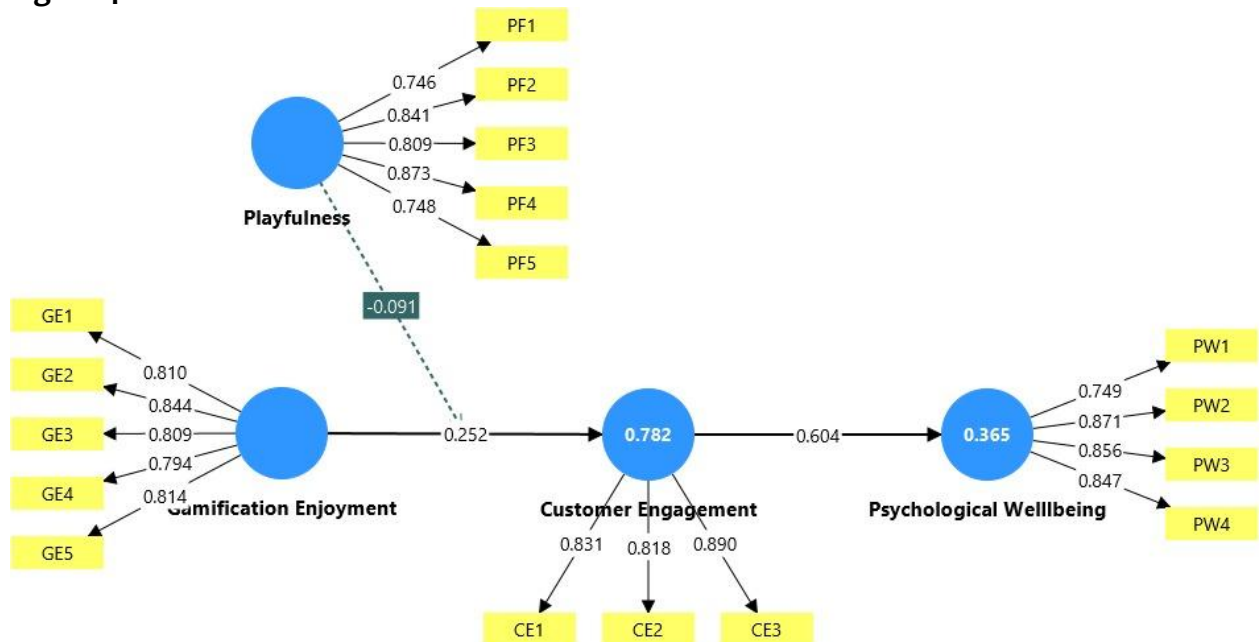 PF1
0.746
PF2
0.841
0.809
PF3
0.873
PF4
0.748
Playfulness
PF5
-0.091
GE1
0.810
GE2
0.844
GE3
0.809
0.794
GE4
0.814
GE5
Gamification Enjoyment
0.252
0.782
Customer Engagement
0.604
0.365
Psychological Welllbeing
PW1
0.749
PW2
0.871
0.856
PW3
0.847
PW4
0.831
0.818
0.890
CE1
CE2
CE3